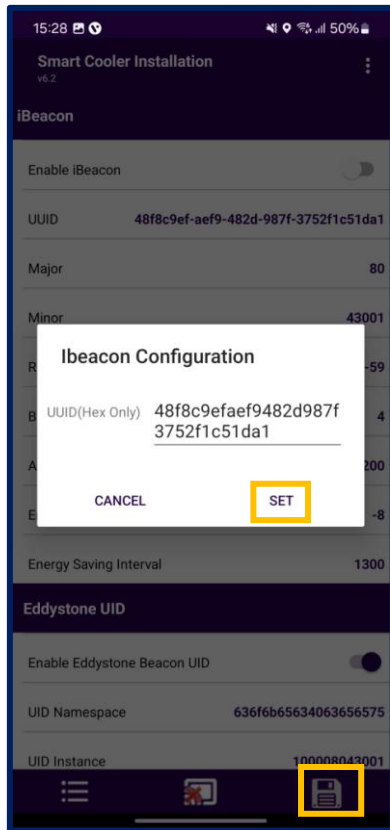 15:28 50%
Smart Cooler Installation
v6.2
iBeacon
Enable iBeacon
UUID 48f8c9ef-aef9-482d-987f-3752f1c51da1
Major 80
Minor 43001
R -59
Ibeacon Configuration
UUID(Hex Only) 48f8c9efaef9482d987f
3752f1c51da1
B 4
A 200
CANCEL SET
E -8
Energy Saving Interval 1300
Eddystone UID
Enable Eddystone Beacon UID
UID Namespace 636f6b65634063656575
UID Instance 100008043001